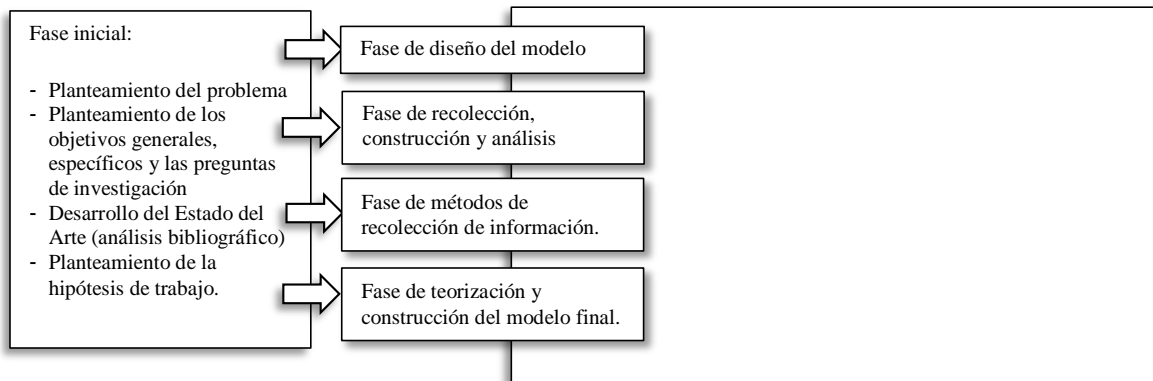 Fase inicial:
- Planteamiento del problema
- Planteamiento de los
objetivos generales,
específicos y las preguntas
de investigación
- Desarrollo del Estado del
Arte (análisis bibliográfico)
- Planteamiento de la
hipótesis de trabajo.
Fase de diseño del modelo
Fase de recolección,
construcción y análisis
Fase de métodos de
recolección de información.
Fase de teorización y
construcción del modelo final.